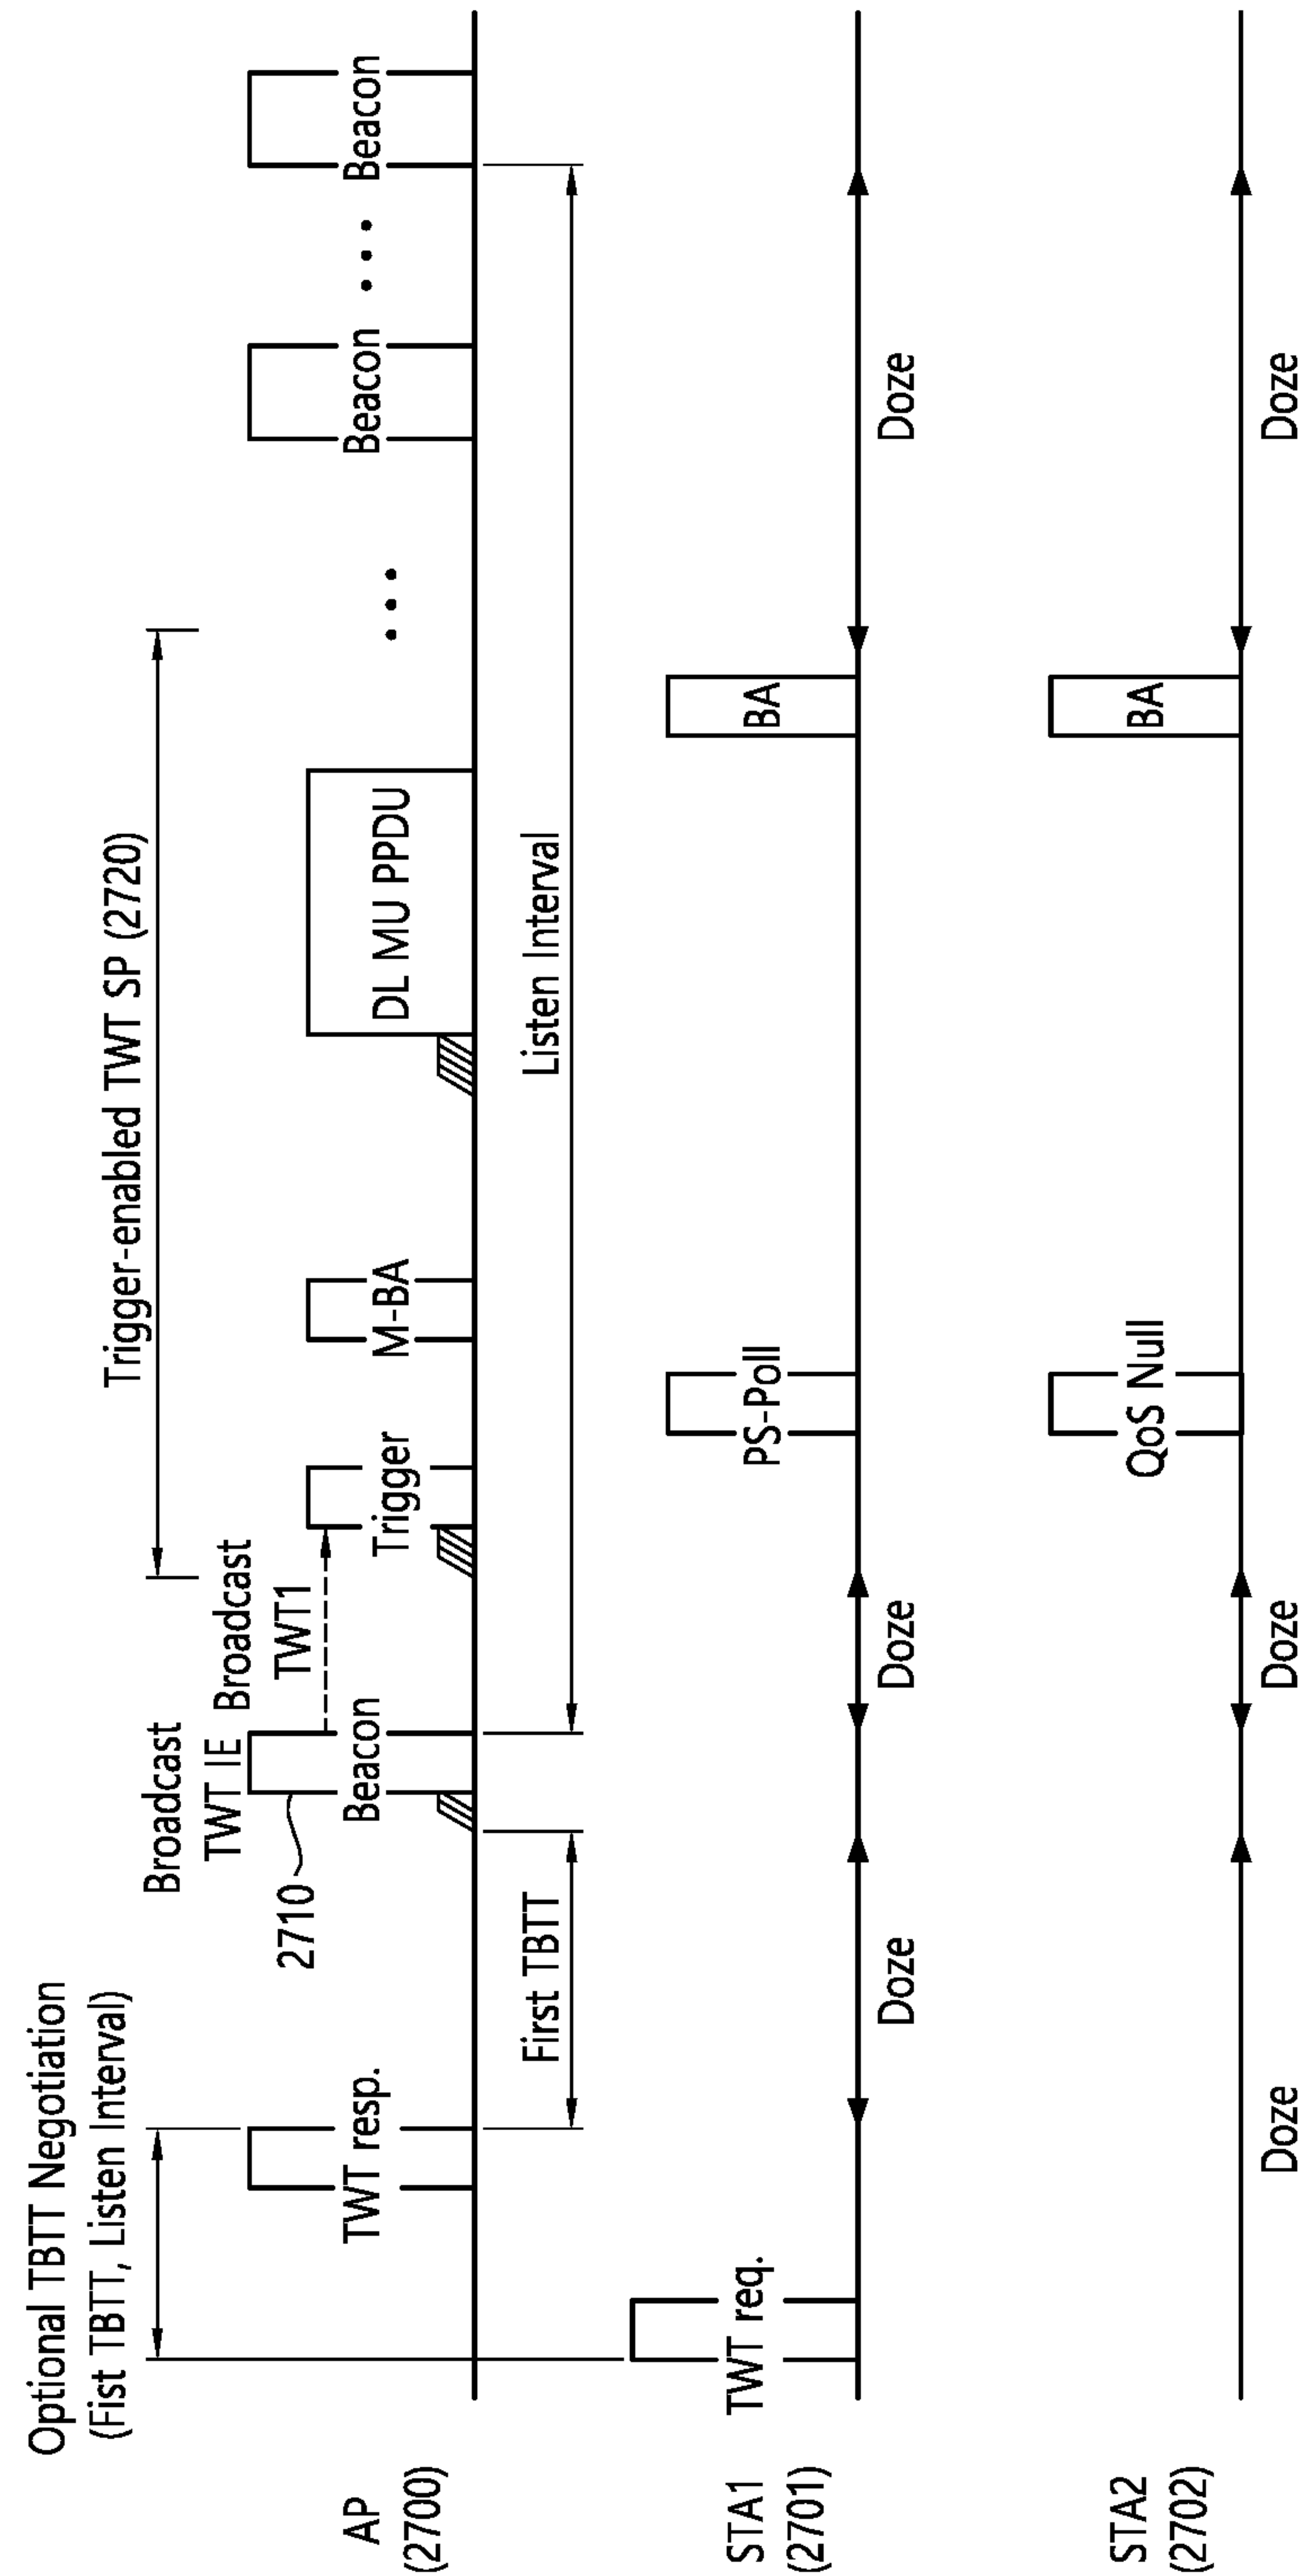 Optional TBTT Negotiation
(Fist TBTT, Listen Interval)
Trigger-enabled TWT SP (2720)
Broadcast
TWT IE
Broadcast
TWT1
2710
AP
(2700)
TWT resp.
Beacon
Trigger
M-BA
DL MU PPDU
Beacon
Beacon
First TBTT
Listen Interval
STA1
(2701)
TWT req.
PS-Poll
BA
Doze
Doze
Doze
STA2
(2702)
QoS Null
BA
Doze
Doze
Doze